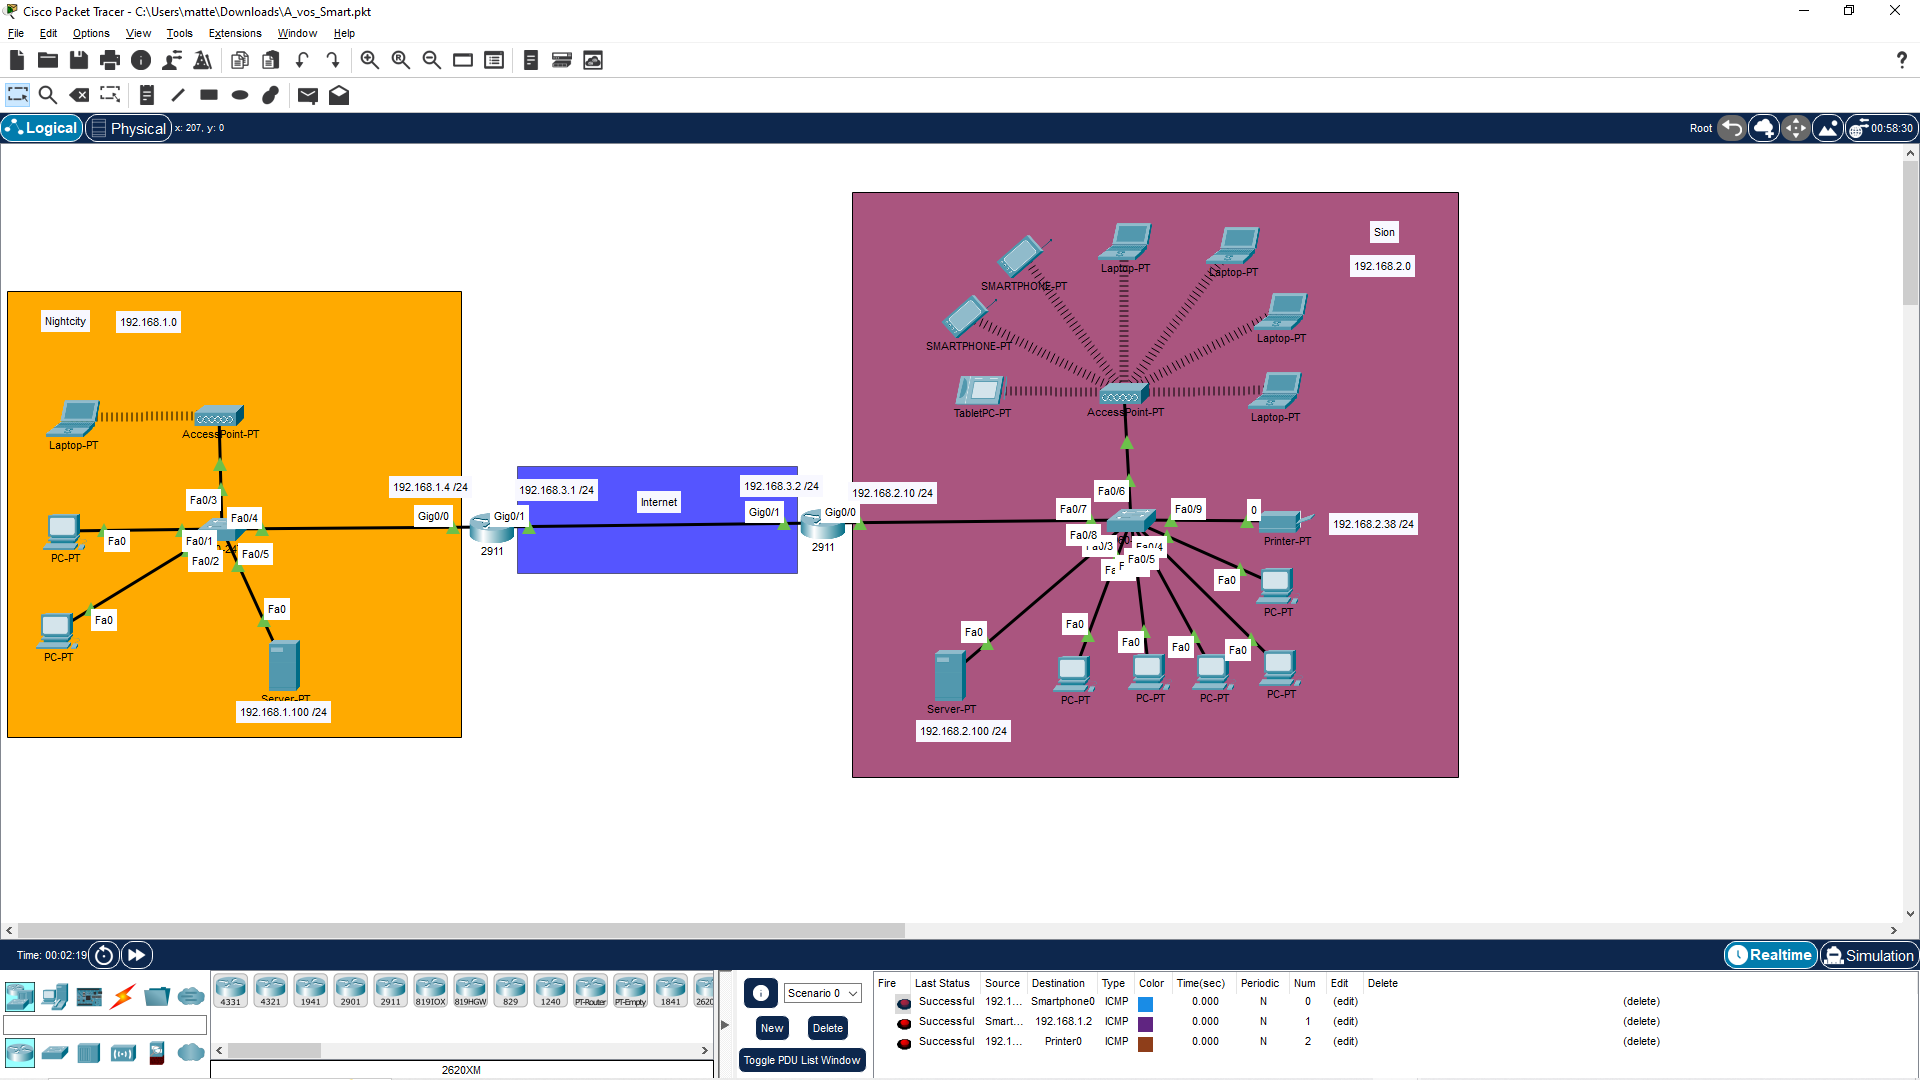 Cisco Packet Tracer - C:\Users\matte\Downloads\A_vos_Smart.pkt
File Edit Options View Tools Extensions Window Help
Logical Physical x: 207, y: 0 Root 00:58:30
Sion
192.168.2.0
Laptop-PT
Laptop-PT
SMARTPHONE-PT
SMARTPHONE-PT
Laptop-PT
TabletPC-PT
AccessPoint-PT
Laptop-PT
Nightcity 192.168.1.0
Laptop-PT
AccessPoint-PT
192.168.1.4 /24
192.168.3.1 /24
Internet
192.168.3.2 /24
192.168.2.10 /24
Fa0/3
Fa0/4
Gig0/0
Gig0/1
Gig0/1
Gig0/0
2911
2911
Fa0
PC-PT
Fa0/1
Fa0/2
Fa0/5
Fa0
PC-PT
Fa0
Server-PT
192.168.1.100 /24
Fa0/6
Fa0/7
Fa0/9
0
Printer-PT
192.168.2.38 /24
Fa0/8
Fa0/3
Fa0/4
Fa0/5
Fa0
PC-PT
Fa0
Fa0
Fa0
Fa0
Fa0
Server-PT
PC-PT
PC-PT
PC-PT
PC-PT
192.168.2.100 /24
Time: 00:02:19 Realtime Simulation
4331 4321 1941 2901 2911 819IOX 819HGW 829 1240 PT-Router PT-Empty 1841 2620
2620XM
Scenario 0
New Delete
Toggle PDU List Window
Fire Last Status Source Destination Type Color Time(sec) Periodic Num Edit Delete
Successful 192.1... Smartphone0 ICMP 0.000 N 0 (edit) (delete)
Successful Smart... 192.168.1.2 ICMP 0.000 N 1 (edit) (delete)
Successful 192.1... Printer0 ICMP 0.000 N 2 (edit) (delete)